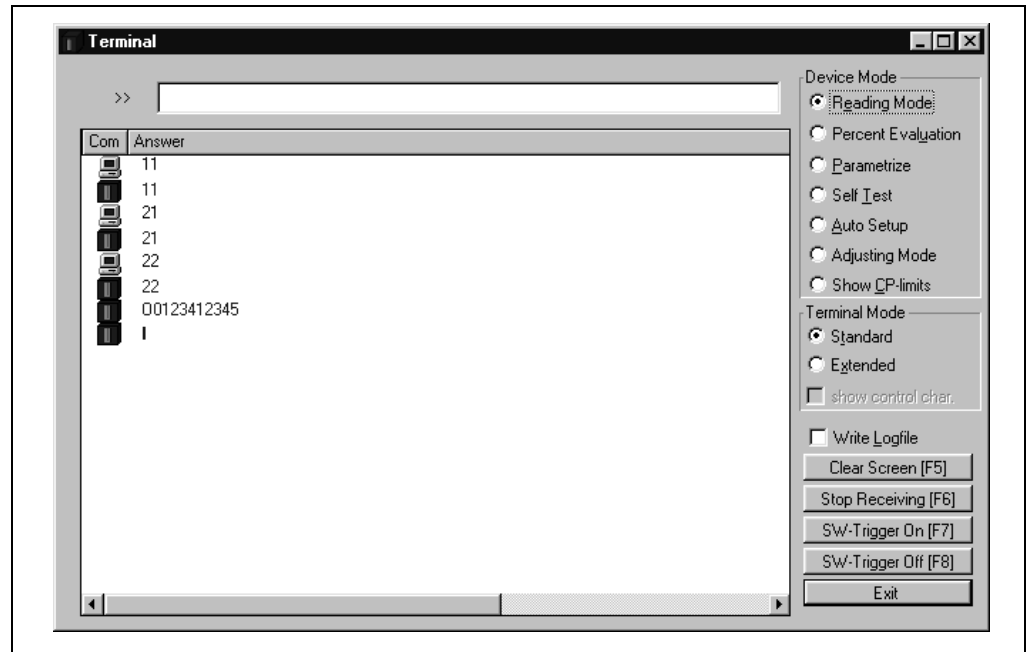 Terminal
>>
Com Answer
11
11
21
21
22
22
00123412345
I
Device Mode
Reading Mode
Percent Evaluation
Parametrize
Self Test
Auto Setup
Adjusting Mode
Show CP-limits
Terminal Mode
Standard
Extended
show control char.
Write Logfile
Clear Screen [F5]
Stop Receiving [F6]
SW-Trigger On [F7]
SW-Trigger Off [F8]
Exit